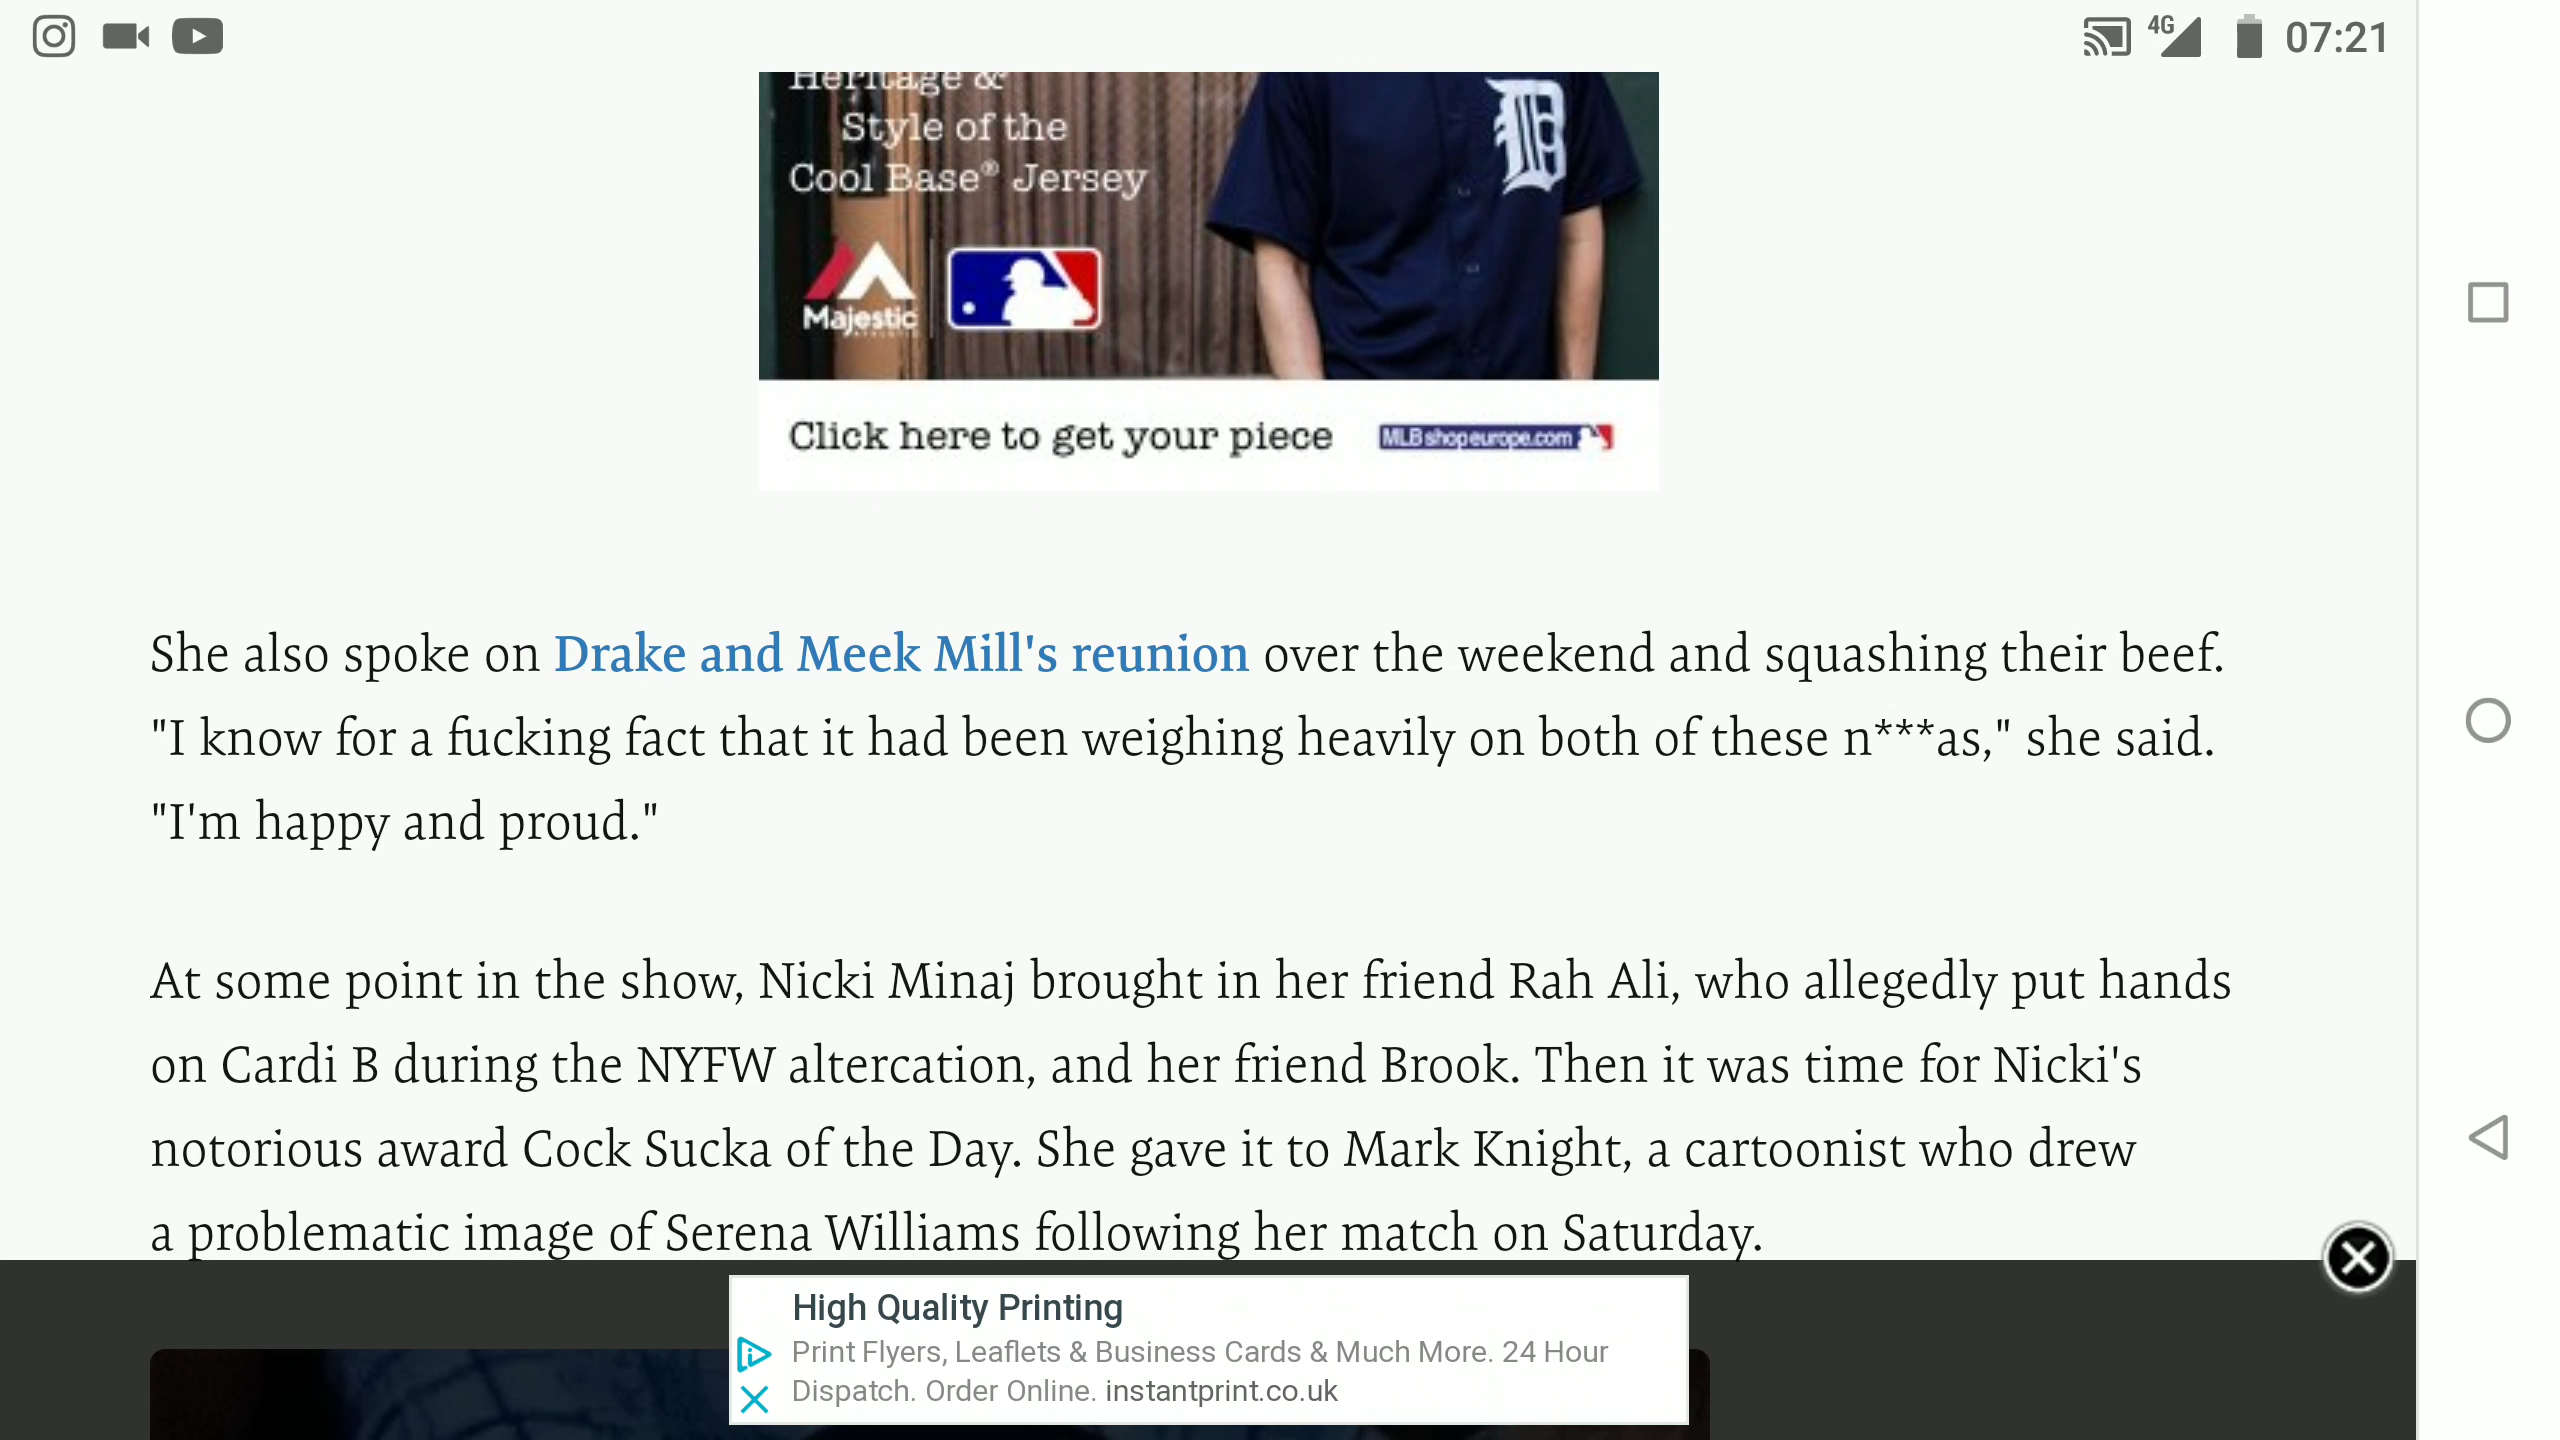 07:21
4G
Heritage &
Style of the
Cool Base® Jersey
Majestic
Click here to get your piece
MLBshopeurope.com
She also spoke on Drake and Meek Mill's reunion over the weekend and squashing their beef.
"I know for a fucking fact that it had been weighing heavily on both of these n***as," she said.
"I'm happy and proud."
At some point in the show, Nicki Minaj brought in her friend Rah Ali, who allegedly put hands
on Cardi B during the NYFW altercation, and her friend Brook. Then it was time for Nicki's
notorious award Cock Sucka of the Day. She gave it to Mark Knight, a cartoonist who drew
a problematic image of Serena Williams following her match on Saturday.
High Quality Printing
Print Flyers, Leaflets & Business Cards & Much More. 24 Hour
Dispatch. Order Online. instantprint.co.uk